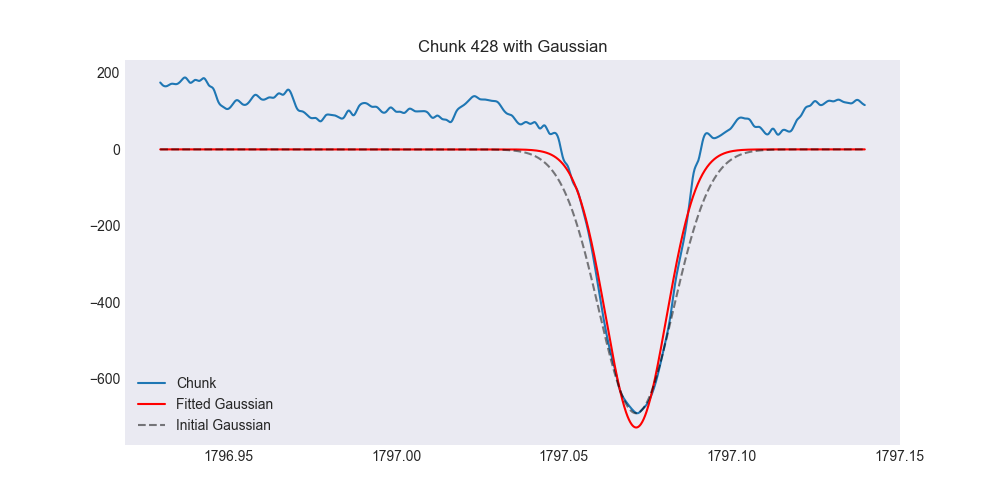 Chunk 428 with Gaussian
200
0
−200
−400
−600
Chunk
Fitted Gaussian
Initial Gaussian
1796.95 1797.00 1797.05 1797.10 1797.15